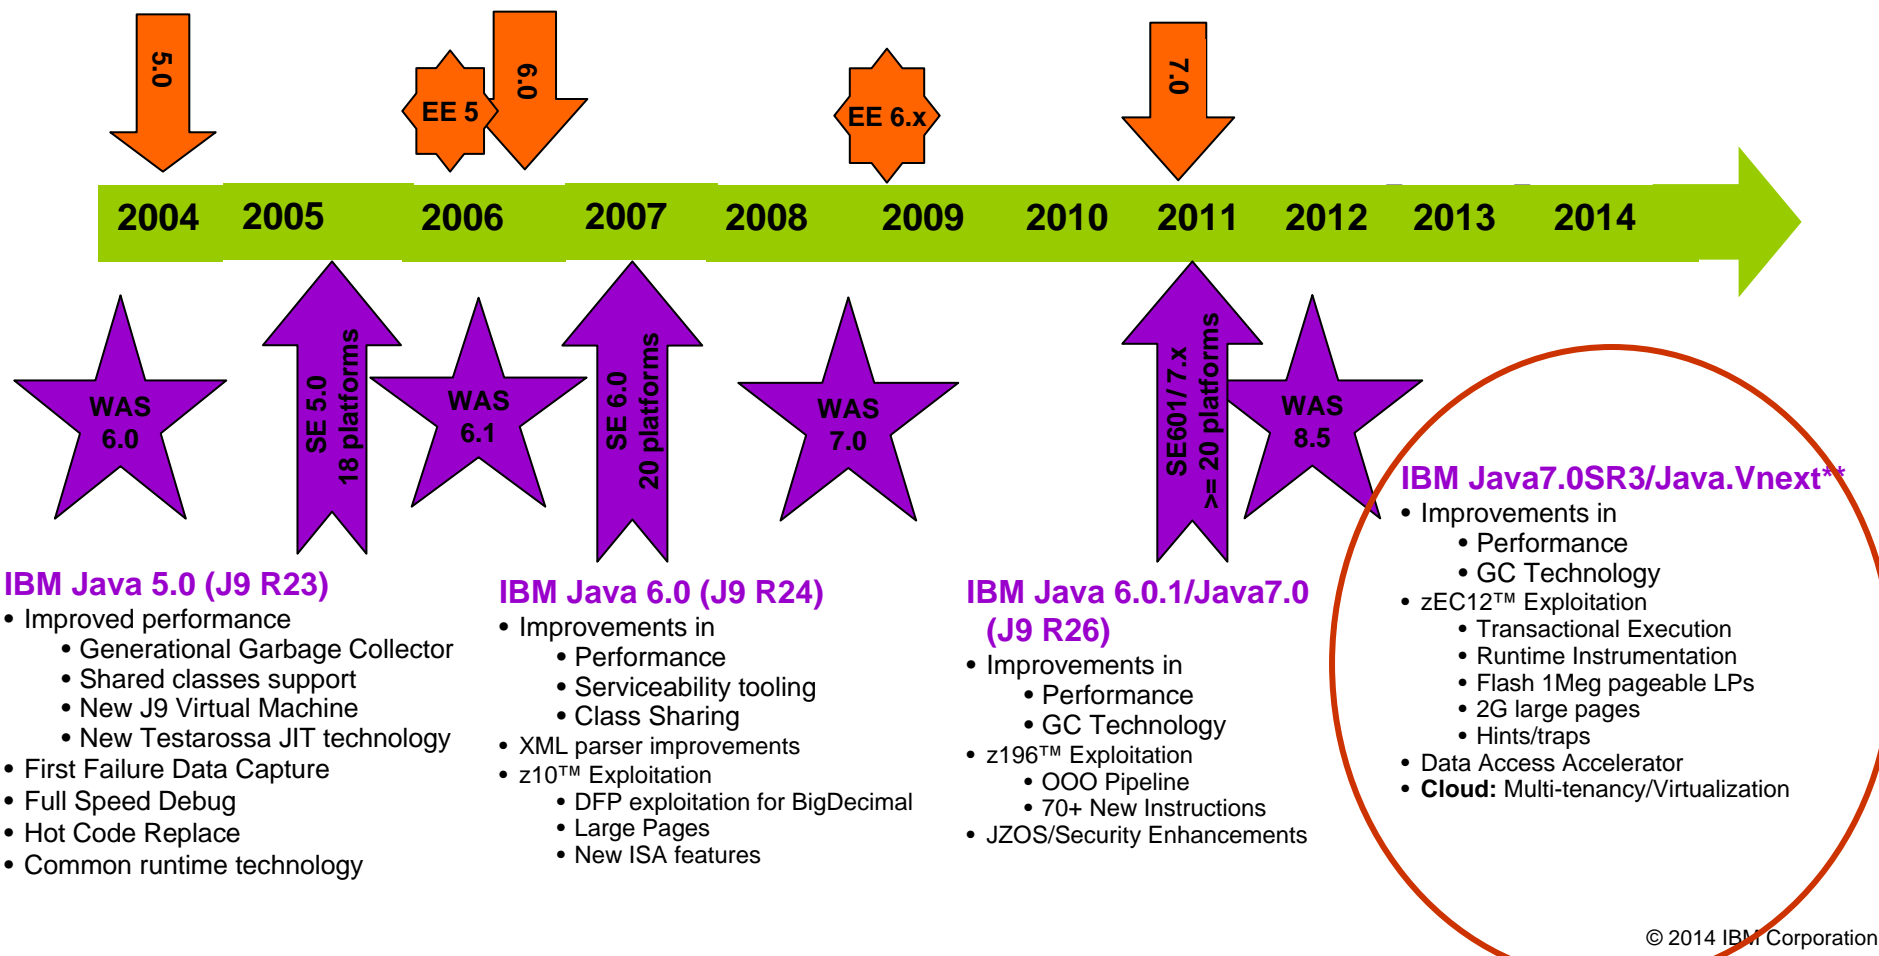 5.0
EE 5
6.0
EE 6.x
7.0
2004 2005 2006 2007 2008 2009 2010 2011 2012 2013 2014
WAS
6.0
SE 5.0
18 platforms
WAS
6.1
SE 6.0
20 platforms
WAS
7.0
SE601/ 7.x
>= 20 platforms
WAS
8.5
IBM Java 5.0 (J9 R23)
• Improved performance
• Generational Garbage Collector
• Shared classes support
• New J9 Virtual Machine
• New Testarossa JIT technology
• First Failure Data Capture
• Full Speed Debug
• Hot Code Replace
• Common runtime technology
IBM Java 6.0 (J9 R24)
• Improvements in
• Performance
• Serviceability tooling
• Class Sharing
• XML parser improvements
• z10™ Exploitation
• DFP exploitation for BigDecimal
• Large Pages
• New ISA features
IBM Java 6.0.1/Java7.0
(J9 R26)
• Improvements in
• Performance
• GC Technology
• z196™ Exploitation
• OOO Pipeline
• 70+ New Instructions
• JZOS/Security Enhancements
IBM Java7.0SR3/Java.Vnext**
• Improvements in
• Performance
• GC Technology
• zEC12™ Exploitation
• Transactional Execution
• Runtime Instrumentation
• Flash 1Meg pageable LPs
• 2G large pages
• Hints/traps
• Data Access Accelerator
• Cloud: Multi-tenancy/Virtualization
© 2014 IBM Corporation